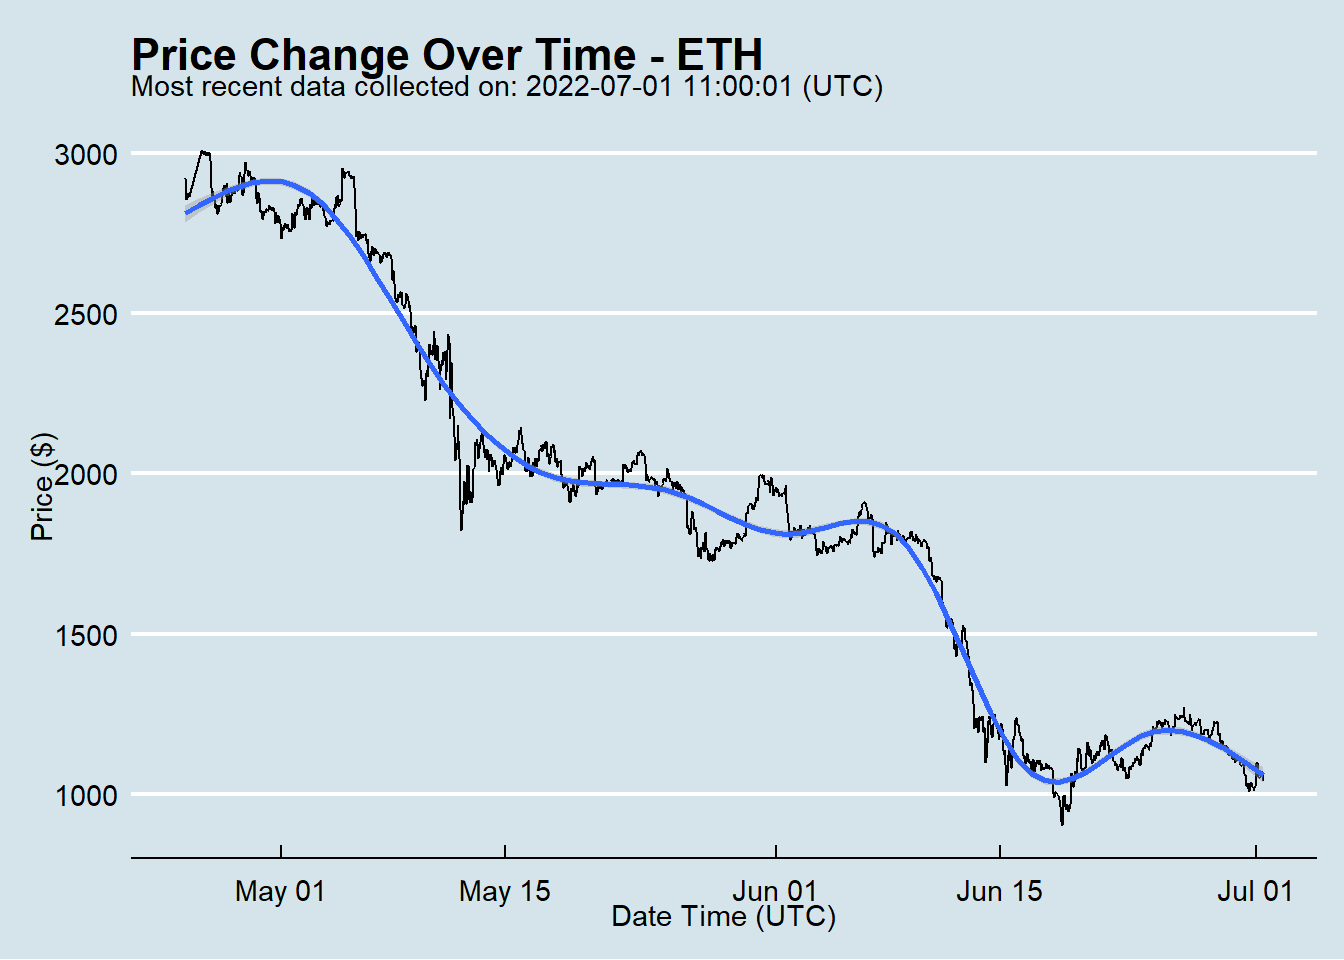 Price Change Over Time - ETH
Most recent data collected on: 2022-07-01 11:00:01 (UTC)
3000
2500
2000
1500
1000
Price ($)
May 01
May 15
Jun 01
Jun 15
Jul 01
Date Time (UTC)